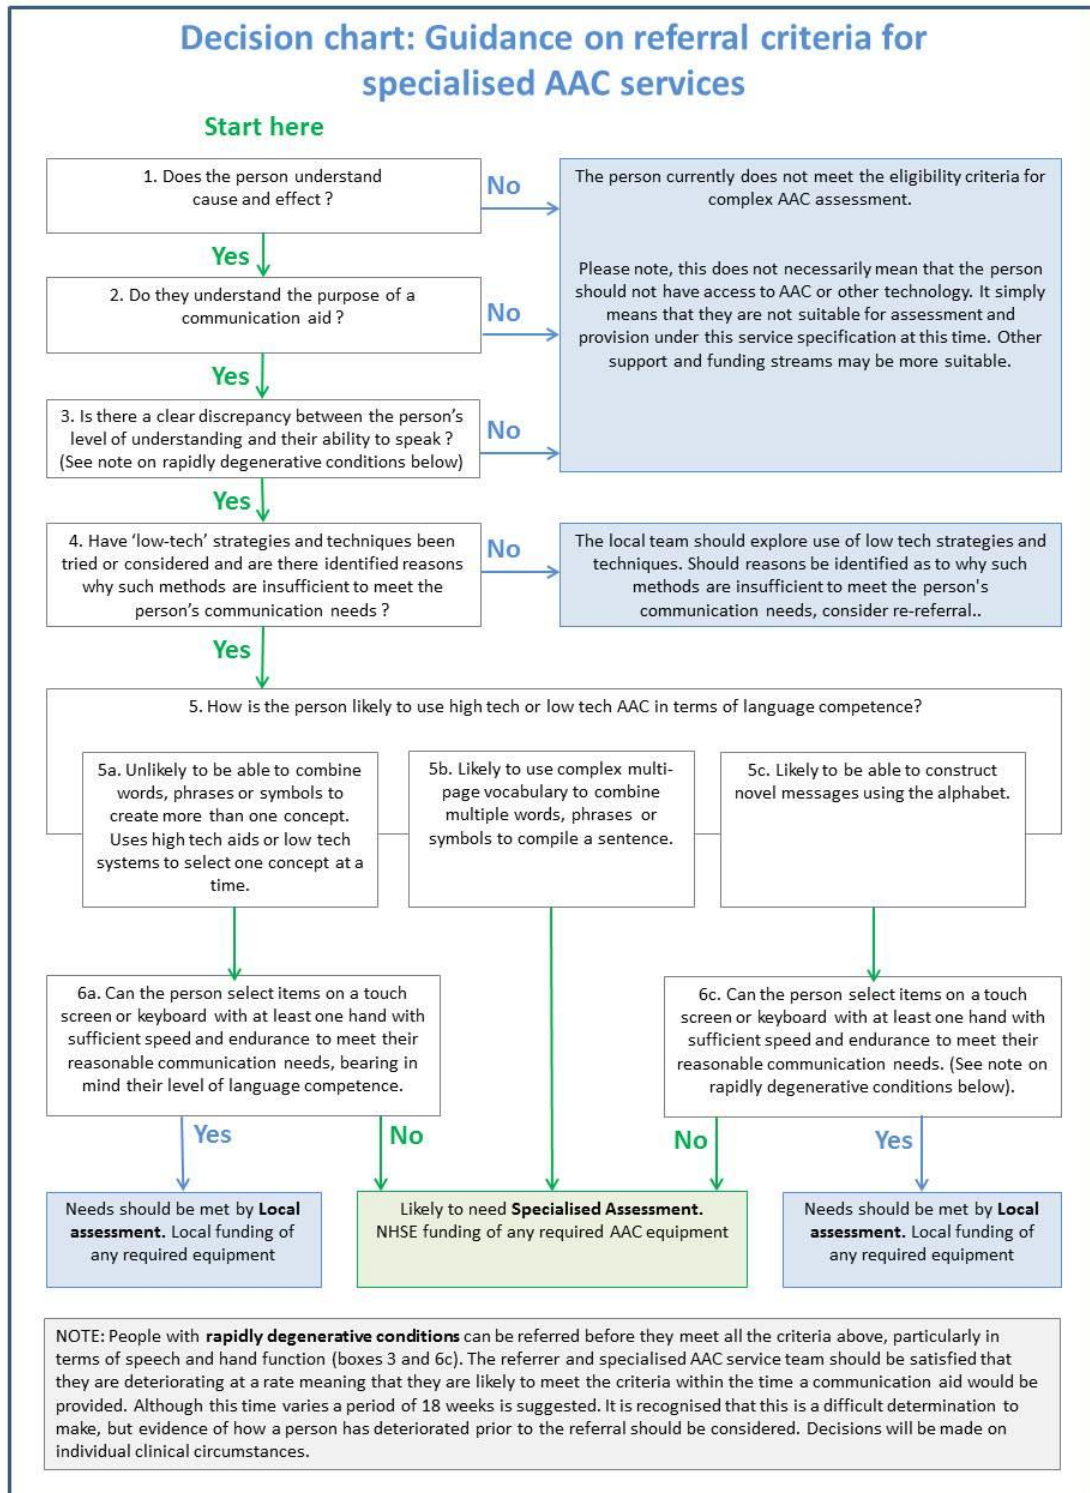 Decision chart: Guidance on referral criteria for
specialised AAC services
Start here
1. Does the person understand
cause and effect ?
No
The person currently does not meet the eligibility criteria for
complex AAC assessment.
Please note, this does not necessarily mean that the person
should not have access to AAC or other technology. It simply
means that they are not suitable for assessment and
provision under this service specification at this time. Other
support and funding streams may be more suitable.
Yes
2. Do they understand the purpose of a
communication aid ?
No
Yes
3. Is there a clear discrepancy between the person's
level of understanding and their ability to speak ?
(See note on rapidly degenerative conditions below)
No
Yes
4. Have 'low-tech' strategies and techniques been
tried or considered and are there identified reasons
why such methods are insufficient to meet the
person's communication needs ?
No
The local team should explore use of low tech strategies and
techniques. Should reasons be identified as to why such
methods are insufficient to meet the person's
communication needs, consider re-referral..
Yes
5. How is the person likely to use high tech or low tech AAC in terms of language competence?
5a. Unlikely to be able to combine
words, phrases or symbols to
create more than one concept.
Uses high tech aids or low tech
systems to select one concept at a
time.
5b. Likely to use complex multi-
page vocabulary to combine
multiple words, phrases or
symbols to compile a sentence.
5c. Likely to be able to construct
novel messages using the alphabet.
6a. Can the person select items on a touch
screen or keyboard with at least one hand with
sufficient speed and endurance to meet their
reasonable communication needs, bearing in
mind their level of language competence.
6c. Can the person select items on a touch
screen or keyboard with at least one hand with
sufficient speed and endurance to meet their
reasonable communication needs. (See note on
rapidly degenerative conditions below).
Yes
No
No
Yes
Needs should be met by Local
assessment. Local funding of
any required equipment
Likely to need Specialised Assessment.
NHSE funding of any required AAC equipment
Needs should be met by Local
assessment. Local funding of
any required equipment
NOTE: People with rapidly degenerative conditions can be referred before they meet all the criteria above, particularly in
terms of speech and hand function (boxes 3 and 6c). The referrer and specialised AAC service team should be satisfied that
they are deteriorating at a rate meaning that they are likely to meet the criteria within the time a communication aid would be
provided. Although this time varies a period of 18 weeks is suggested. It is recognised that this is a difficult determination to
make, but evidence of how a person has deteriorated prior to the referral should be considered. Decisions will be made on
individual clinical circumstances.